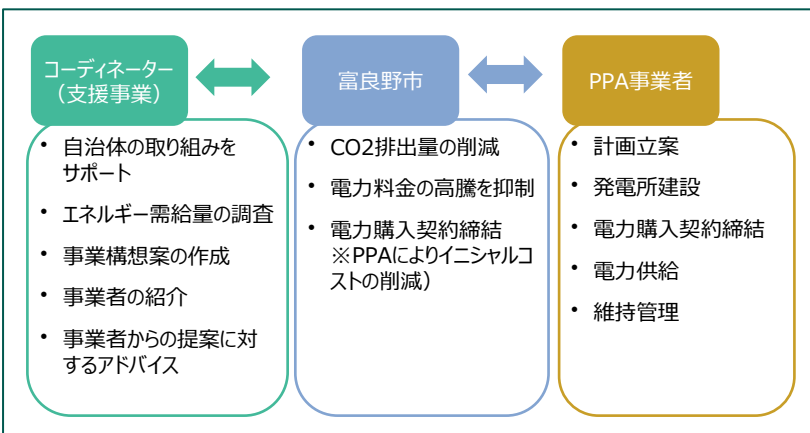 コーディネーター
（支援事業）
• 自治体の取り組みを
サポート
• エネルギー需給量の調査
• 事業構想案の作成
• 事業者の紹介
• 事業者からの提案に対
するアドバイス
富良野市
• CO2排出量の削減
• 電力料金の高騰を抑制
• 電力購入契約締結
※PPAによりイニシャルコ
ストの削減）
PPA事業者
• 計画立案
• 発電所建設
• 電力購入契約締結
• 電力供給
• 維持管理